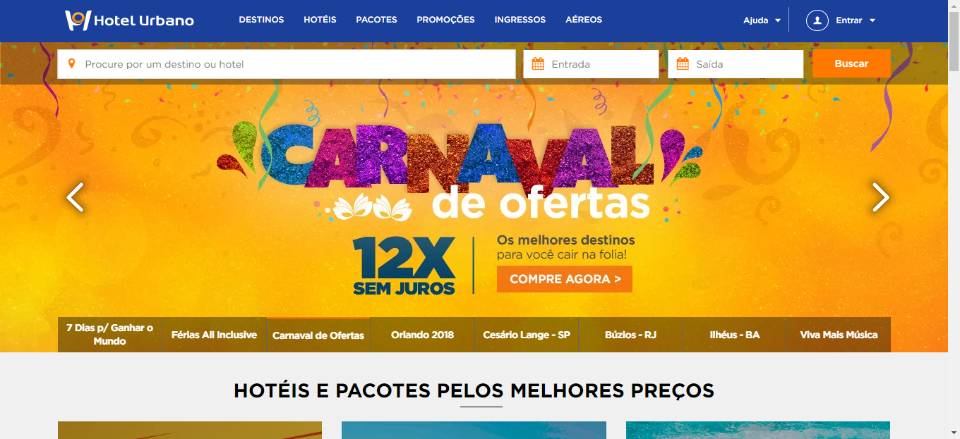 Hotel Urbano
DESTINOS HOTÉIS PACOTES PROMOÇÕES INGRESSOS AÉREOS
Ajuda
Entrar
Procure por um destino ou hotel
Entrada
Saída
Buscar
CARNAVAL
de ofertas
12X
SEM JUROS
Os melhores destinos
para você cair na folia!
COMPRE AGORA >
7 Dias p/ Ganhar o
Mundo
Férias All Inclusive
Carnaval de Ofertas
Orlando 2018
Cesário Lange - SP
Búzios - RJ
Ilhéus - BA
Viva Mais Música
HOTÉIS E PACOTES PELOS MELHORES PREÇOS